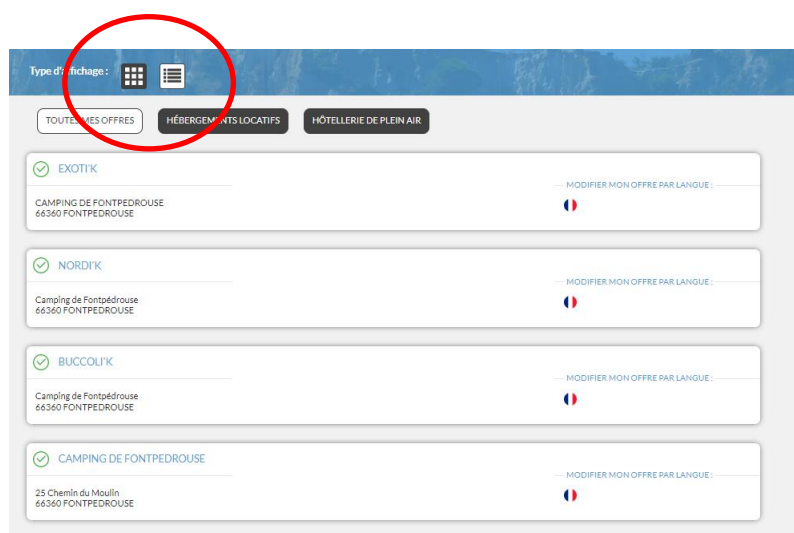 Type d'affichage :
TOUTES MES OFFRES
HÉBERGEMENTS LOCATIFS
HÔTELLERIE DE PLEIN AIR
EXOTI'K
MODIFIER MON OFFRE PAR LANGUE :
CAMPING DE FONTPEDROUSE
66360 FONTPEDROUSE
NORDI'K
MODIFIER MON OFFRE PAR LANGUE :
Camping de Fontpédrouse
66360 FONTPEDROUSE
BUCCOLI'K
MODIFIER MON OFFRE PAR LANGUE :
Camping de Fontpédrouse
66360 FONTPEDROUSE
CAMPING DE FONTPEDROUSE
MODIFIER MON OFFRE PAR LANGUE :
25 Chemin du Moulin
66360 FONTPEDROUSE